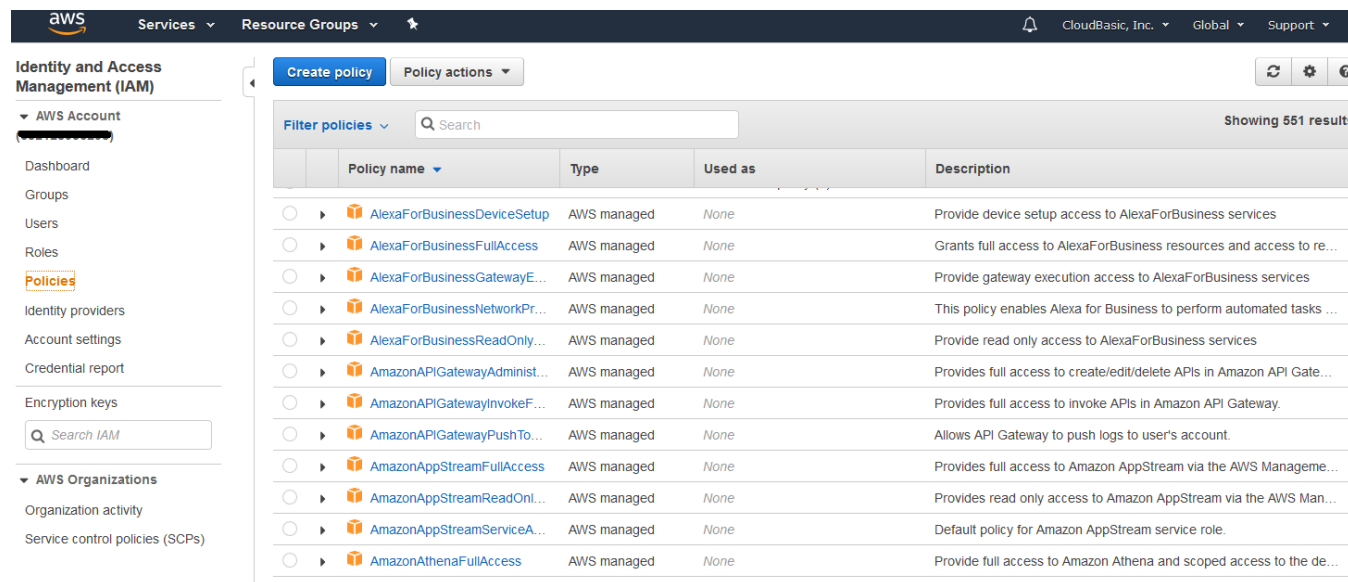 aws Services Resource Groups CloudBasic, Inc. Global Support
Identity and Access
Management (IAM)
AWS Account
Dashboard
Groups
Users
Roles
Policies
Identity providers
Account settings
Credential report
Encryption keys
Search IAM
AWS Organizations
Organization activity
Service control policies (SCPs)
Create policy Policy actions
Filter policies Search Showing 551 results
Policy name Type Used as Description
AlexaForBusinessDeviceSetup AWS managed None Provide device setup access to AlexaForBusiness services
AlexaForBusinessFullAccess AWS managed None Grants full access to AlexaForBusiness resources and access to re...
AlexaForBusinessGatewayE... AWS managed None Provide gateway execution access to AlexaForBusiness services
AlexaForBusinessNetworkPr... AWS managed None This policy enables Alexa for Business to perform automated tasks ...
AlexaForBusinessReadOnly... AWS managed None Provide read only access to AlexaForBusiness services
AmazonAPIGatewayAdminist... AWS managed None Provides full access to create/edit/delete APIs in Amazon API Gate...
AmazonAPIGatewayInvokeF... AWS managed None Provides full access to invoke APIs in Amazon API Gateway.
AmazonAPIGatewayPushTo... AWS managed None Allows API Gateway to push logs to user's account.
AmazonAppStreamFullAccess AWS managed None Provides full access to Amazon AppStream via the AWS Manageme...
AmazonAppStreamReadOnl... AWS managed None Provides read only access to Amazon AppStream via the AWS Man...
AmazonAppStreamServiceA... AWS managed None Default policy for Amazon AppStream service role.
AmazonAthenaFullAccess AWS managed None Provide full access to Amazon Athena and scoped access to the de...